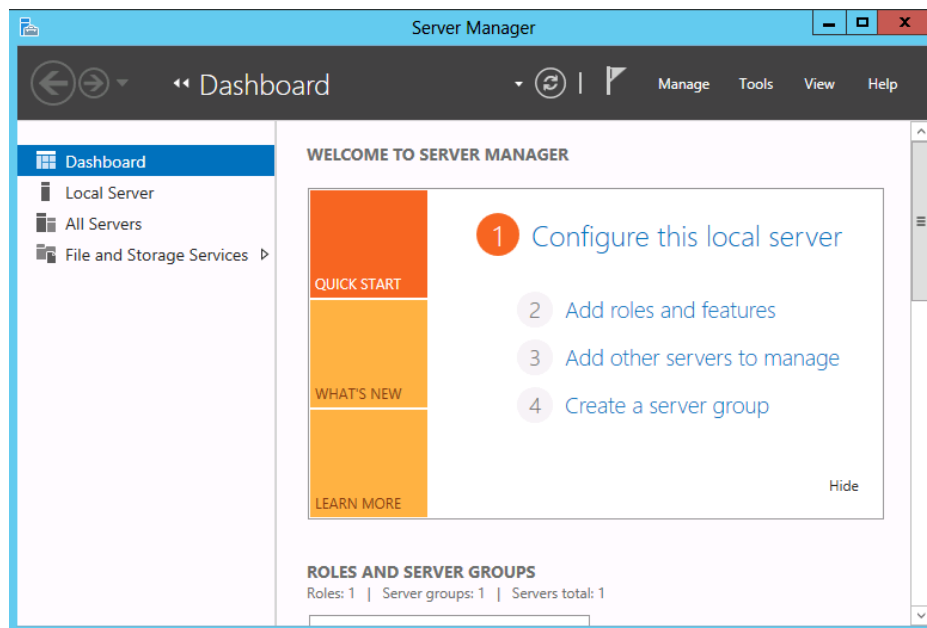 Server Manager
Dashboard
Manage Tools View Help
Dashboard
Local Server
All Servers
File and Storage Services
WELCOME TO SERVER MANAGER
QUICK START
WHAT'S NEW
LEARN MORE
1 Configure this local server
2 Add roles and features
3 Add other servers to manage
4 Create a server group
Hide
ROLES AND SERVER GROUPS
Roles: 1 | Server groups: 1 | Servers total: 1